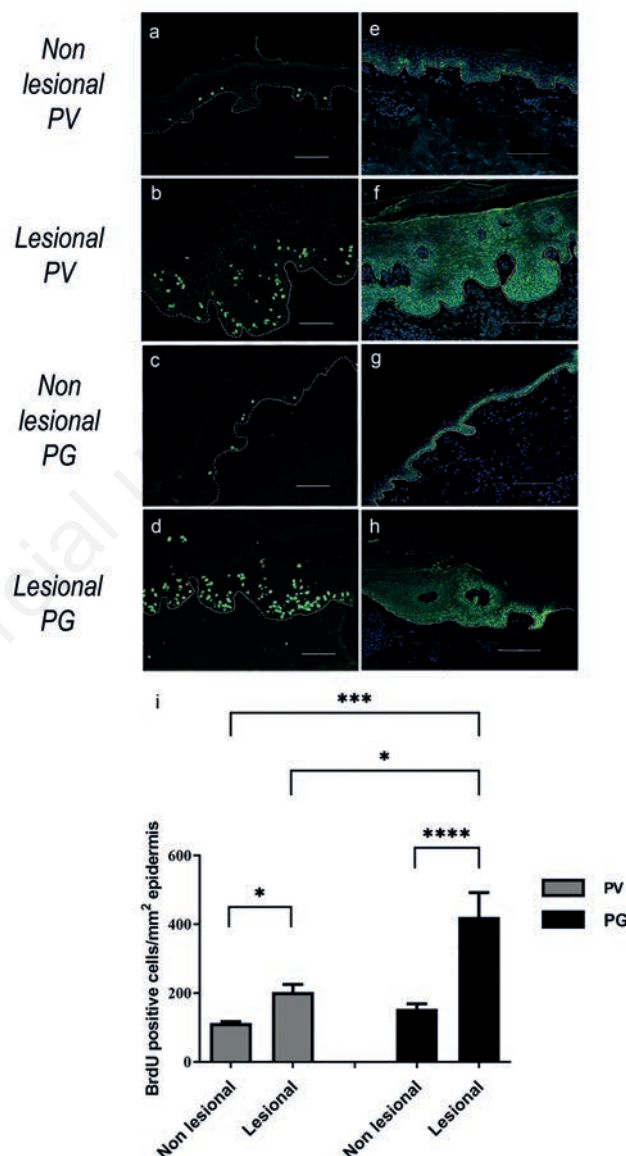 Non
lesional
PV
a
e
Lesional
PV
b
f
Non
lesional
PG
c
g
Lesional
PG
d
h
i
***
*
****
*
BrdU positive cells/mm² epidermis
600
400
200
0
PV
PG
Non lesional
Lesional
Non lesional
Lesional